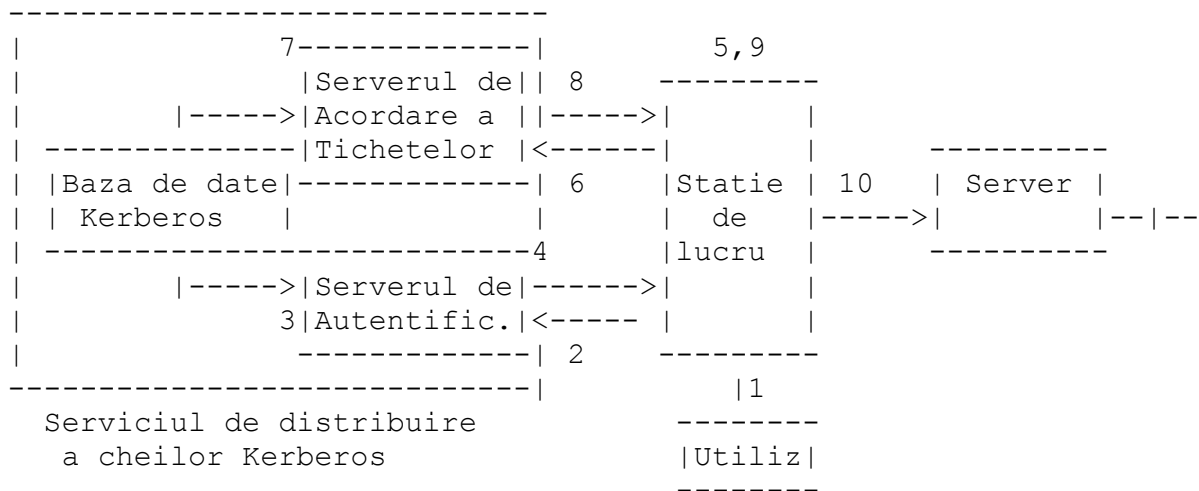 ------------------------------
|              7-------------|        5,9
|               |Serverul de|| 8    ---------
|        |----->|Acordare a ||----->|       |
| --------------|Tichetelor |<------|       |      ----------
| |Baza de date|-------------| 6    |Statie | 10   | Server |
| | Kerberos   |             |      |  de   |----->|        |--|--
| ---------------------------4      |lucru  |      ----------
|        |----->|Serverul de|------>|       |
|              3|Autentific.|<----- |       |
|               -------------| 2    ---------
-----------------------------|          |1
  Serviciul de distribuire           --------
   a cheilor Kerberos                |Utiliz|
                                     --------